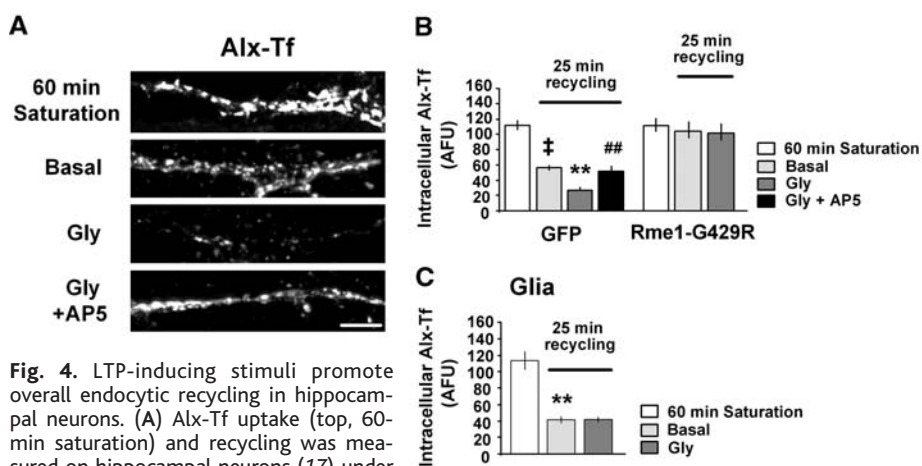 A
Alx-Tf
60 min
Saturation
Basal
Gly
Gly
+AP5
B
25 min
recycling
25 min
recycling
Intracellular Alx-Tf
(AFU)
160
140
120
100
80
60
40
20
0
‡
**
##
GFP
Rme1-G429R
60 min Saturation
Basal
Gly
Gly + AP5
C
Glia
25 min
recycling
Intracellular Alx-Tf
(AFU)
160
140
120
100
80
60
40
20
0
**
60 min Saturation
Basal
Gly
Fig. 4. LTP-inducing stimuli promote
overall endocytic recycling in hippocam-
pal neurons. (A) Alx-Tf uptake (top, 60-
min saturation) and recycling was mea-
sured on hippocampal neurons (17) under